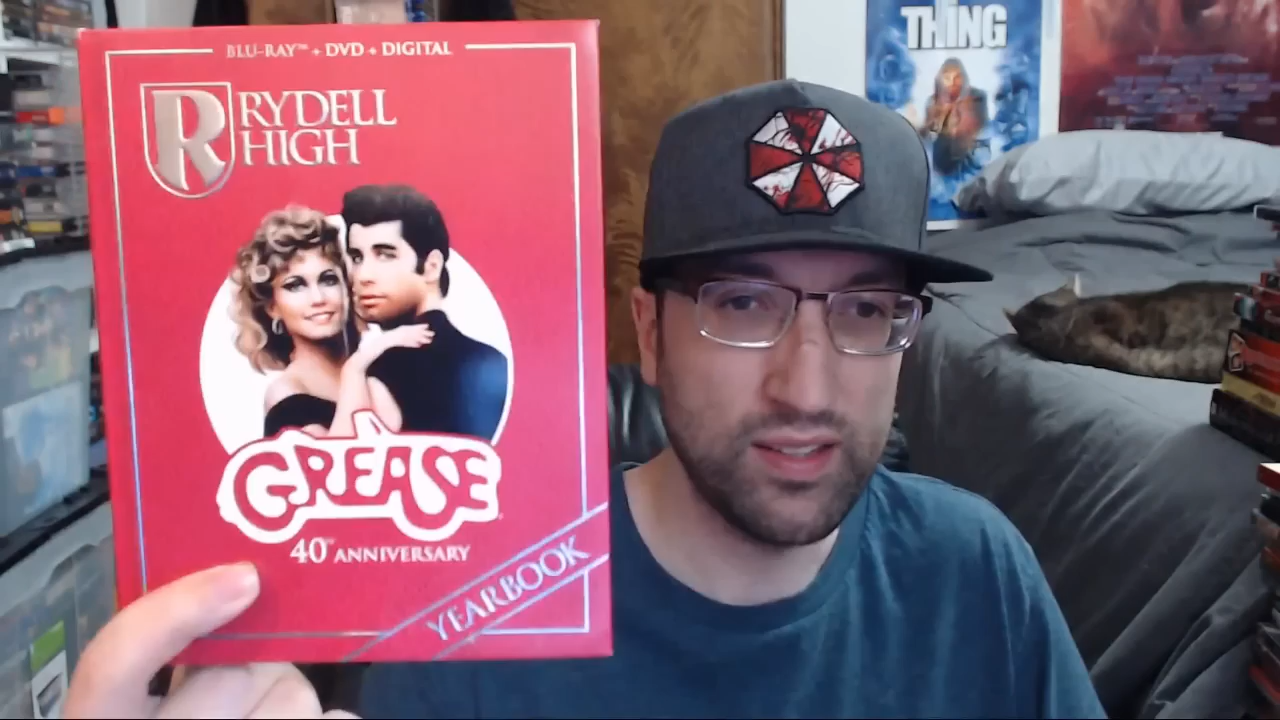 BLU-RAY™ + DVD + DIGITAL
R
RYDELL
HIGH
GREASE
40TH ANNIVERSARY
YEARBOOK
THING